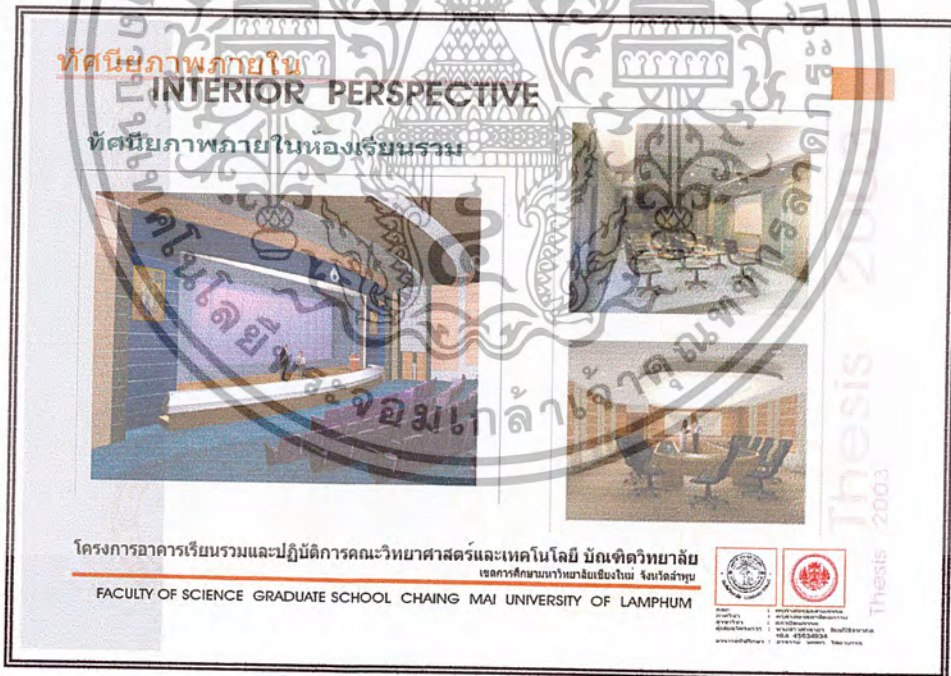 ทัศนียภาพภายใน
INTERIOR PERSPECTIVE
ทัศนียภาพภายในห้องเรียนรวม
Thesis 2003
Thesis 2003
โครงการอาคารเรียนรวมและปฏิบัติการคณะวิทยาศาสตร์และเทคโนโลยี บัณฑิตวิทยาลัย
เขตการศึกษามหาวิทยาลัยเชียงใหม่ จังหวัดลำพูน
FACULTY OF SCIENCE GRADUATE SCHOOL CHAING MAI UNIVERSITY OF LAMPHUM